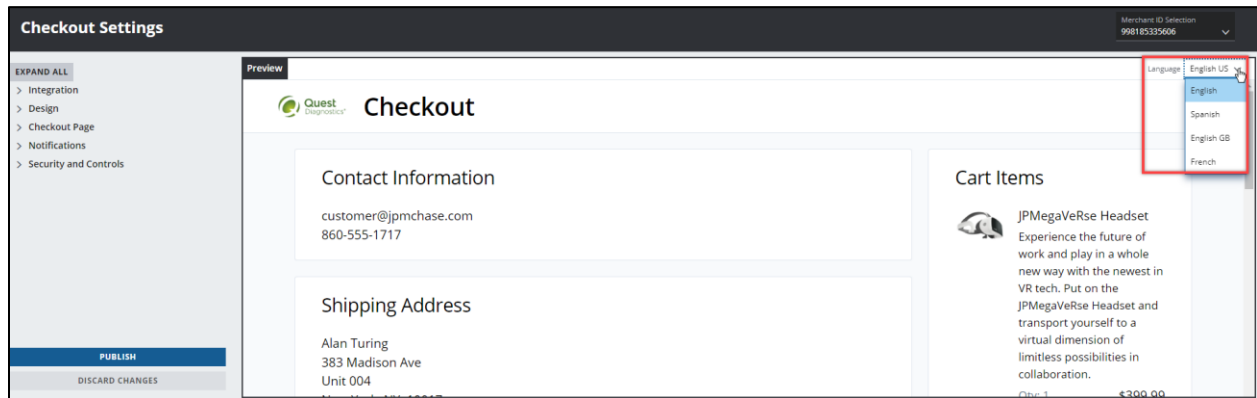 Checkout Settings
Merchant ID Selection
998185335606
EXPAND ALL
Integration
Design
Checkout Page
Notifications
Security and Controls
PUBLISH
DISCARD CHANGES
Preview
Language English US
English
Spanish
English GB
French
Quest
Diagnostics
Checkout
Contact Information
customer@jpmchase.com
860-555-1717
Shipping Address
Alan Turing
383 Madison Ave
Unit 004
Cart Items
JPMegaVeRse Headset
Experience the future of
work and play in a whole
new way with the newest in
VR tech. Put on the
JPMegaVeRse Headset and
transport yourself to a
virtual dimension of
limitless possibilities in
collaboration.
Qty: 1 $399.99